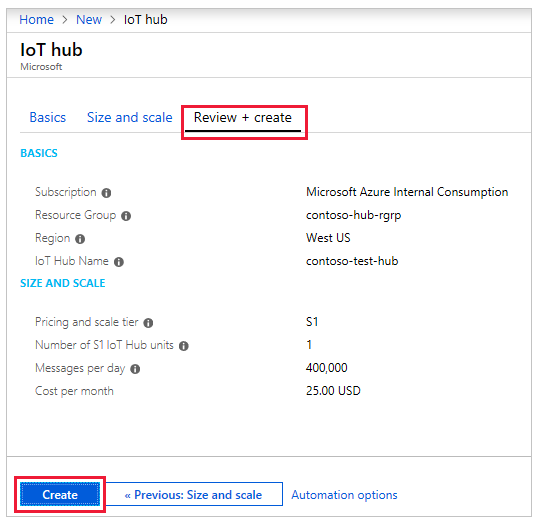 Home > New > IoT hub
IoT hub
Microsoft
Basics Size and scale Review + create
BASICS
Subscription Microsoft Azure Internal Consumption
Resource Group contoso-hub-rgrp
Region West US
IoT Hub Name contoso-test-hub
SIZE AND SCALE
Pricing and scale tier S1
Number of S1 IoT Hub units 1
Messages per day 400,000
Cost per month 25.00 USD
Create « Previous: Size and scale Automation options